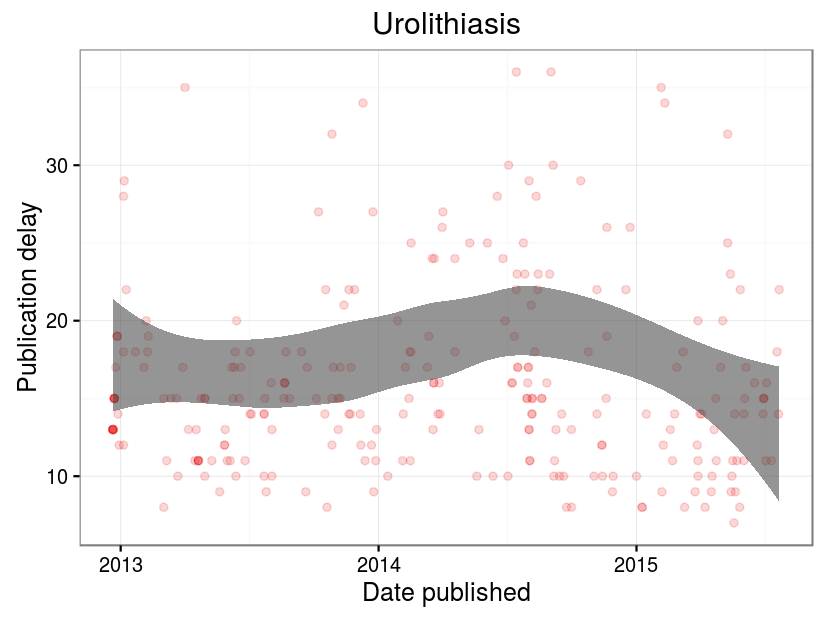 Urolithiasis
Publication delay
30
20
10
2013 2014 2015
Date published